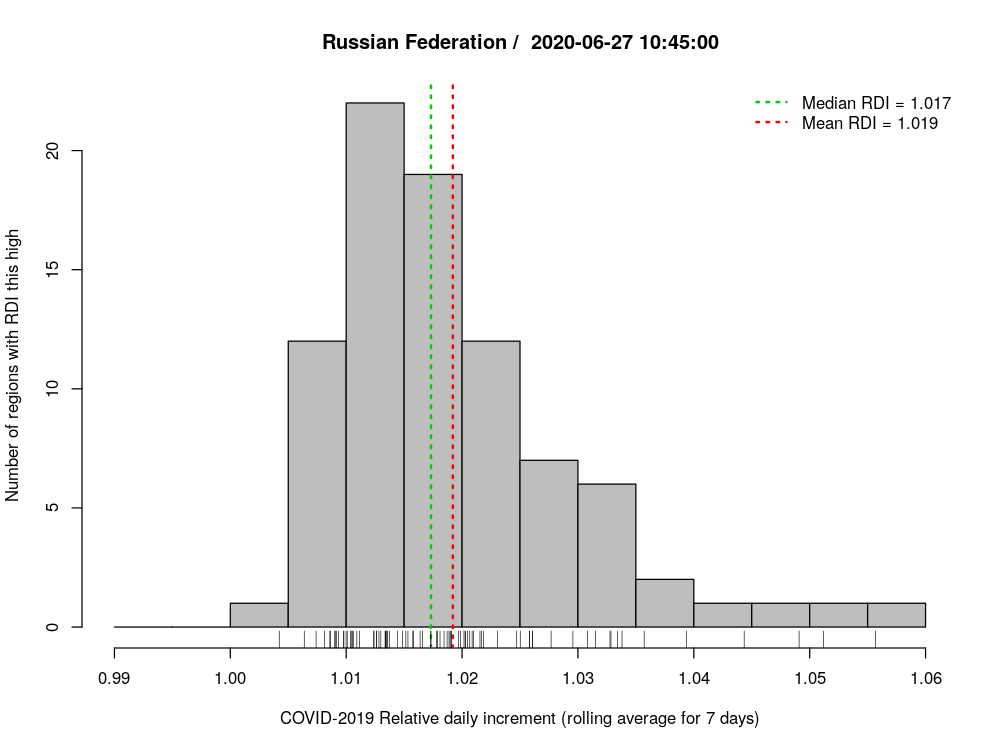 Russian Federation /  2020-06-27 10:45:00
Median RDI = 1.017
Mean RDI = 1.019
Number of regions with RDI this high
20
15
10
5
0
0.99 1.00 1.01 1.02 1.03 1.04 1.05 1.06
COVID-2019 Relative daily increment (rolling average for 7 days)